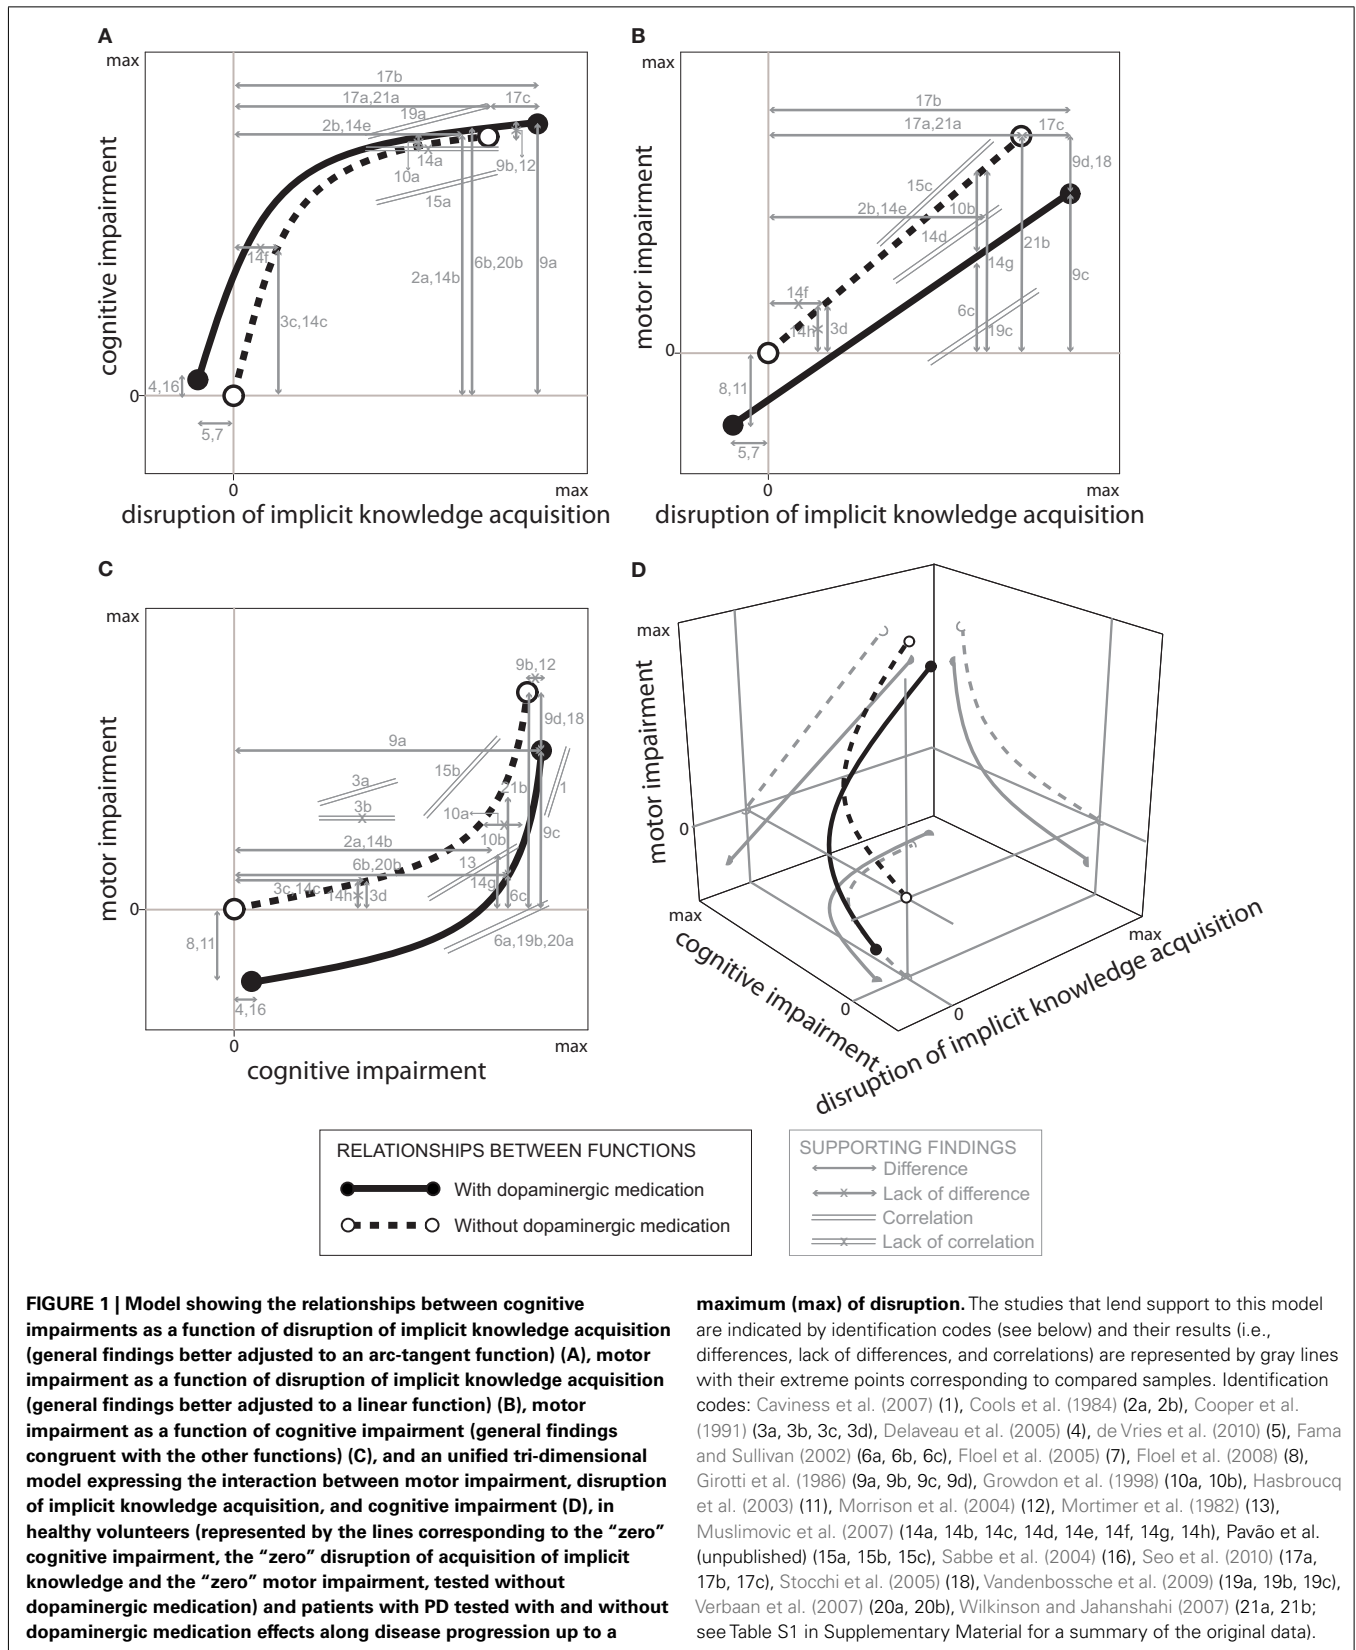 A
max
17b
17a,21a
17c
19a
2b,14e
14a
10a
9b,12
15a
14f
2a,14b
6b,20b
9a
3c,14c
4,16
0
5,7
0
max
cognitive impairment
disruption of implicit knowledge acquisition
B
max
17b
17a,21a
17c
9d,18
15c
2b,14e
10b
14d
21b
14g
9c
14f
6c
14h
3d
19c
0
8,11
5,7
0
max
motor impairment
disruption of implicit knowledge acquisition
C
max
9b,12
9d,18
9a
15b
3a
21b
1
3b
10a
9c
10b
2a,14b
13
6b,20b
14g
3c,14c
14h
3d
6c
0
6a,19b,20a
8,11
4,16
0
max
motor impairment
cognitive impairment
D
max
motor impairment
0
max
cognitive impairment
0
0
max
disruption of implicit knowledge acquisition
RELATIONSHIPS BETWEEN FUNCTIONS
With dopaminergic medication
Without dopaminergic medication
SUPPORTING FINDINGS
Difference
Lack of difference
Correlation
Lack of correlation
FIGURE 1 | Model showing the relationships between cognitive
impairments as a function of disruption of implicit knowledge acquisition
(general findings better adjusted to an arc-tangent function) (A), motor
impairment as a function of disruption of implicit knowledge acquisition
(general findings better adjusted to a linear function) (B), motor
impairment as a function of cognitive impairment (general findings
congruent with the other functions) (C), and an unified tri-dimensional
model expressing the interaction between motor impairment, disruption
of implicit knowledge acquisition, and cognitive impairment (D), in
healthy volunteers (represented by the lines corresponding to the “zero”
cognitive impairment, the “zero” disruption of acquisition of implicit
knowledge and the “zero” motor impairment, tested without
dopaminergic medication) and patients with PD tested with and without
dopaminergic medication effects along disease progression up to a
maximum (max) of disruption. The studies that lend support to this model
are indicated by identification codes (see below) and their results (i.e.,
differences, lack of differences, and correlations) are represented by gray lines
with their extreme points corresponding to compared samples. Identification
codes: Caviness et al. (2007) (1), Cools et al. (1984) (2a, 2b), Cooper et al.
(1991) (3a, 3b, 3c, 3d), Delaveau et al. (2005) (4), de Vries et al. (2010) (5), Fama
and Sullivan (2002) (6a, 6b, 6c), Floel et al. (2005) (7), Floel et al. (2008) (8),
Girotti et al. (1986) (9a, 9b, 9c, 9d), Growdon et al. (1998) (10a, 10b), Hasbroucq
et al. (2003) (11), Morrison et al. (2004) (12), Mortimer et al. (1982) (13),
Muslimovic et al. (2007) (14a, 14b, 14c, 14d, 14e, 14f, 14g, 14h), Pavão et al.
(unpublished) (15a, 15b, 15c), Sabbe et al. (2004) (16), Seo et al. (2010) (17a,
17b, 17c), Stocchi et al. (2005) (18), Vandenbossche et al. (2009) (19a, 19b, 19c),
Verbaan et al. (2007) (20a, 20b), Wilkinson and Jahanshahi (2007) (21a, 21b;
see Table S1 in Supplementary Material for a summary of the original data).